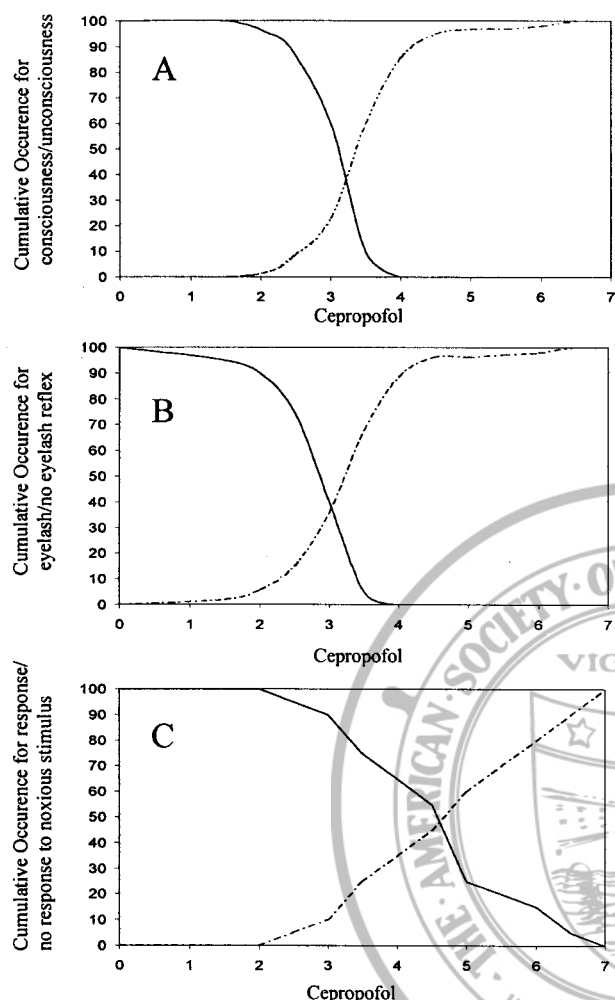 Cumulative Occurence for
consciousness/unconsciousness
100
90
80
70
60
50
40
30
20
10
0
A
0 1 2 3 4 5 6 7
Cepropofol
Cumulative Occurence for
eyelash/no eyelash reflex
100
90
80
70
60
50
40
30
20
10
0
B
0 1 2 3 4 5 6 7
Cepropofol
Cumulative Occurence for response/
no response to noxious stimulus
100
90
80
70
60
50
40
30
20
10
0
C
0 1 2 3 4 5 6 7
Cepropofol
THE · AMERICAN · SOCIETY · O
VIG